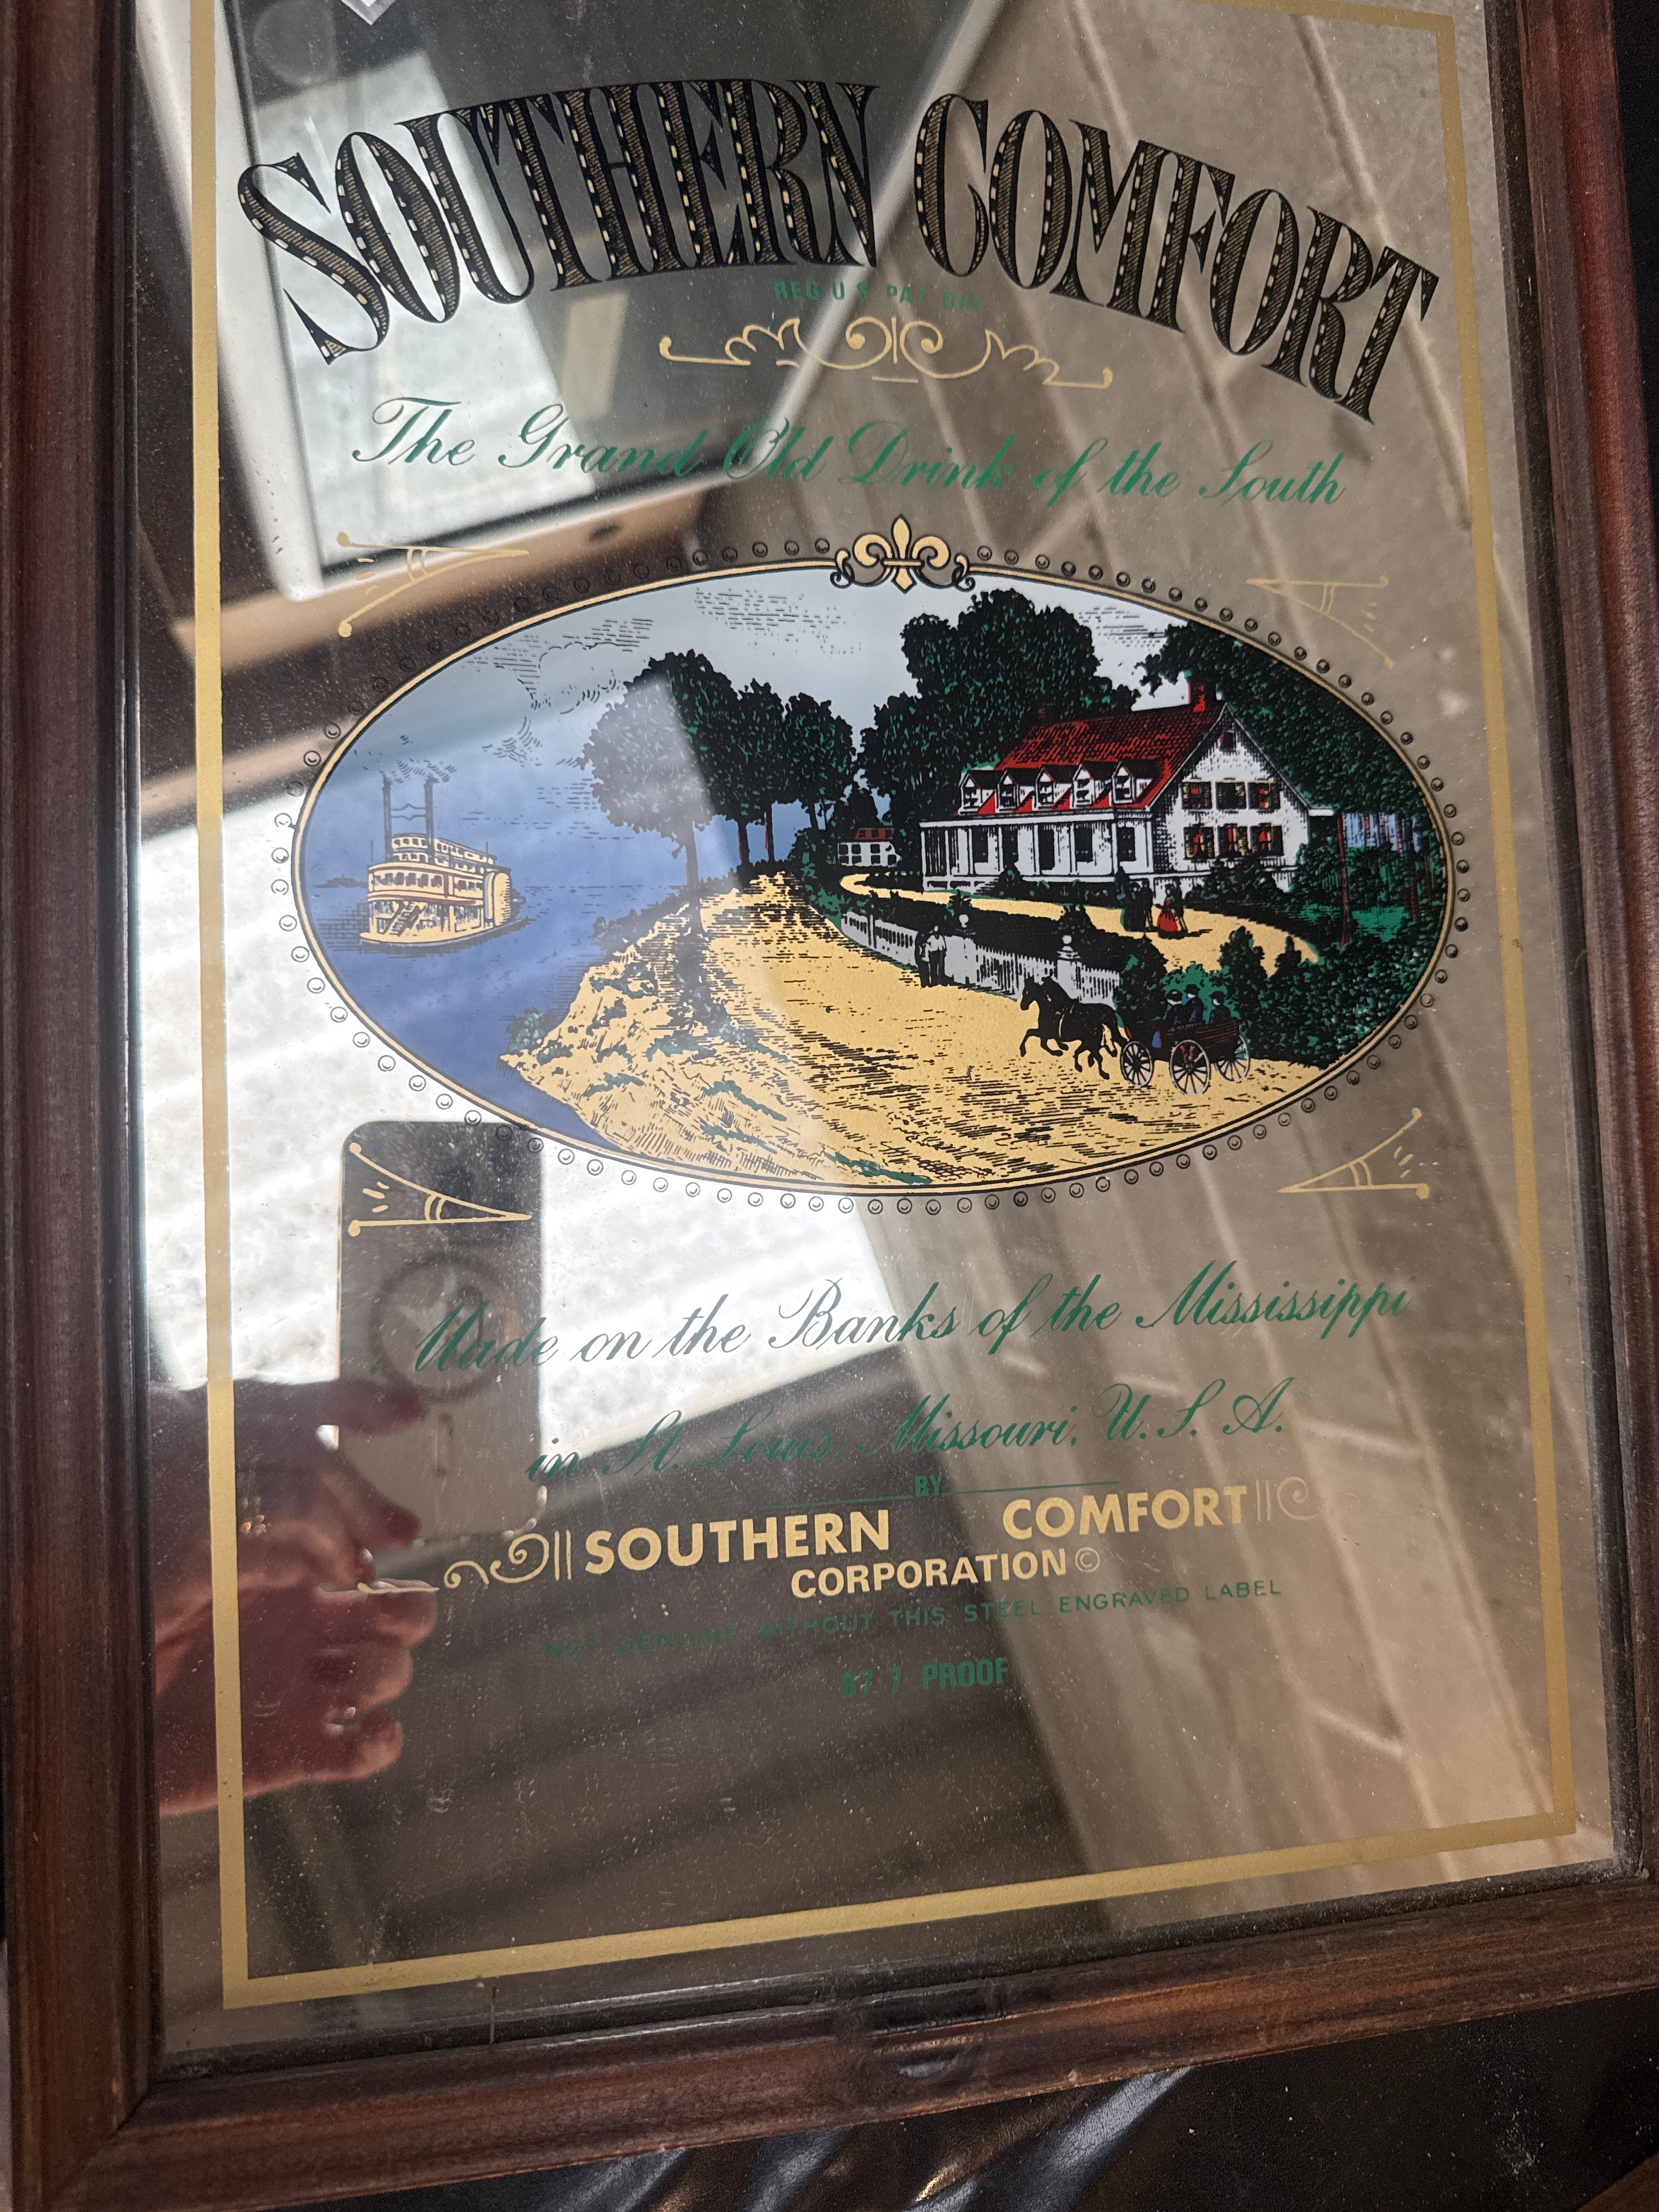 SOUTHERN COMFORT
REG U S PAT OFF
The Grand Old Drink of the South
Made on the Banks of the Mississippi
in St. Louis, Missouri, U. S. A.
BY
SOUTHERN COMFORT
CORPORATION ©
NOT GENUINE WITHOUT THIS STEEL ENGRAVED LABEL
87·7 PROOF